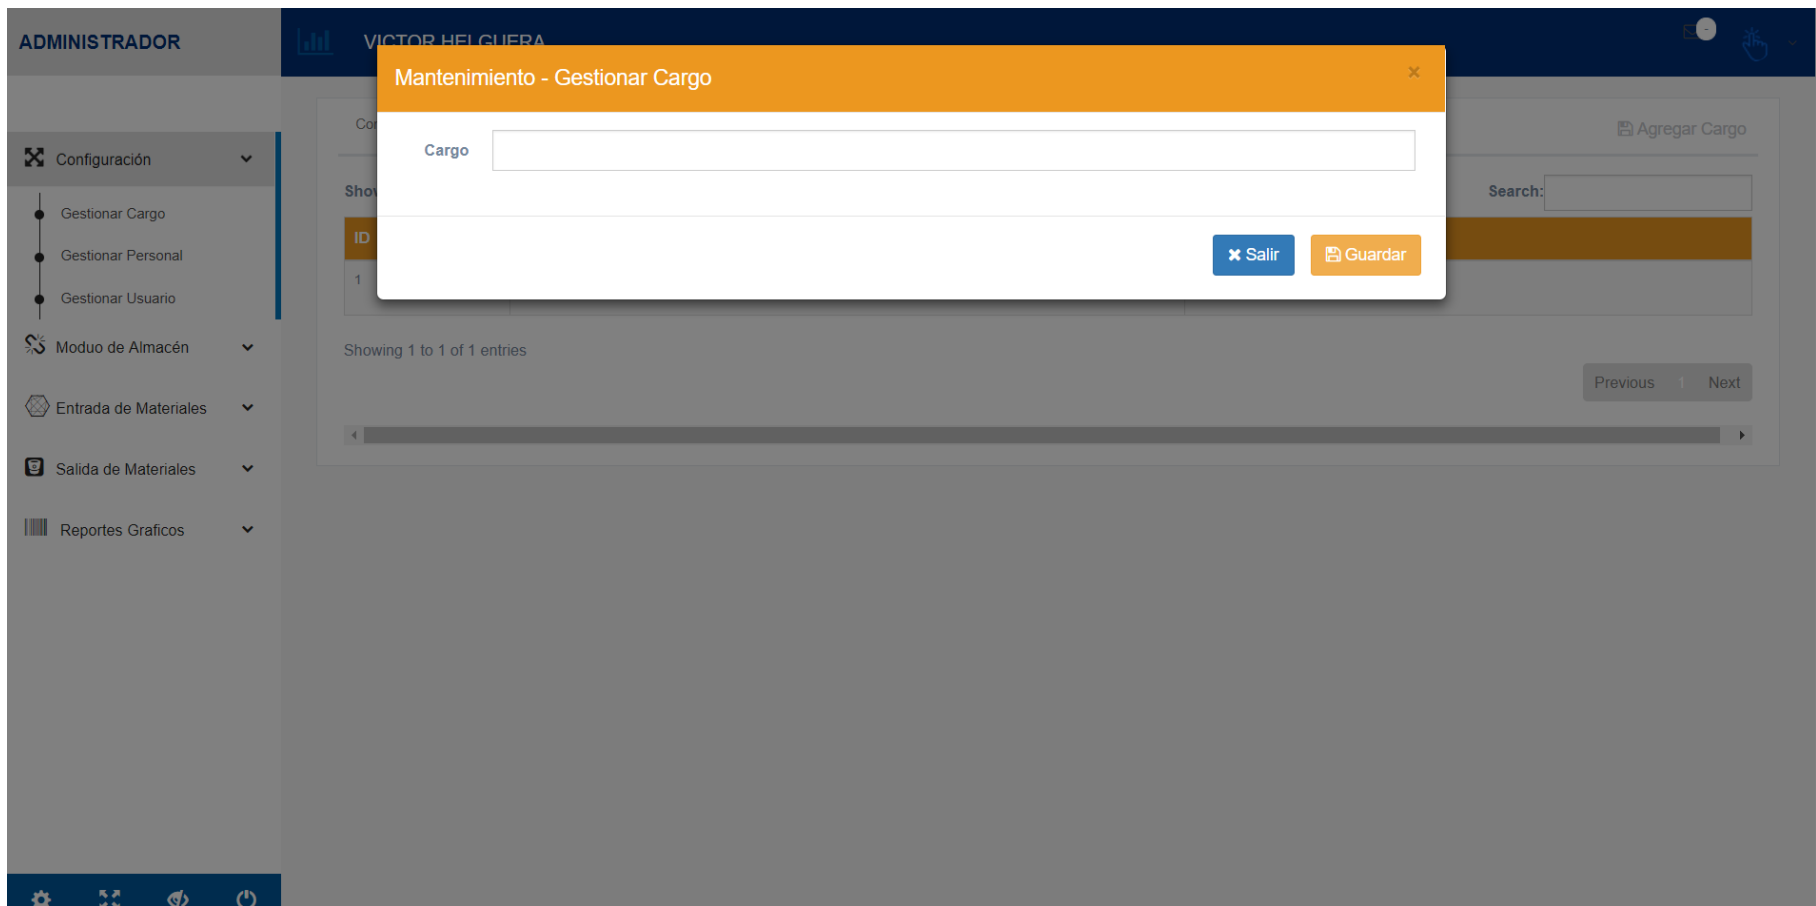 ADMINISTRADOR
VICTOR HELGUERA
Mantenimiento - Gestionar Cargo
×
Cargo
Agregar Cargo
Configuración
Search:
Gestionar Cargo
ID
Gestionar Personal
Salir
Guardar
1
Gestionar Usuario
Moduo de Almacén
Showing 1 to 1 of 1 entries
Previous 1 Next
Entrada de Materiales
Salida de Materiales
Reportes Graficos